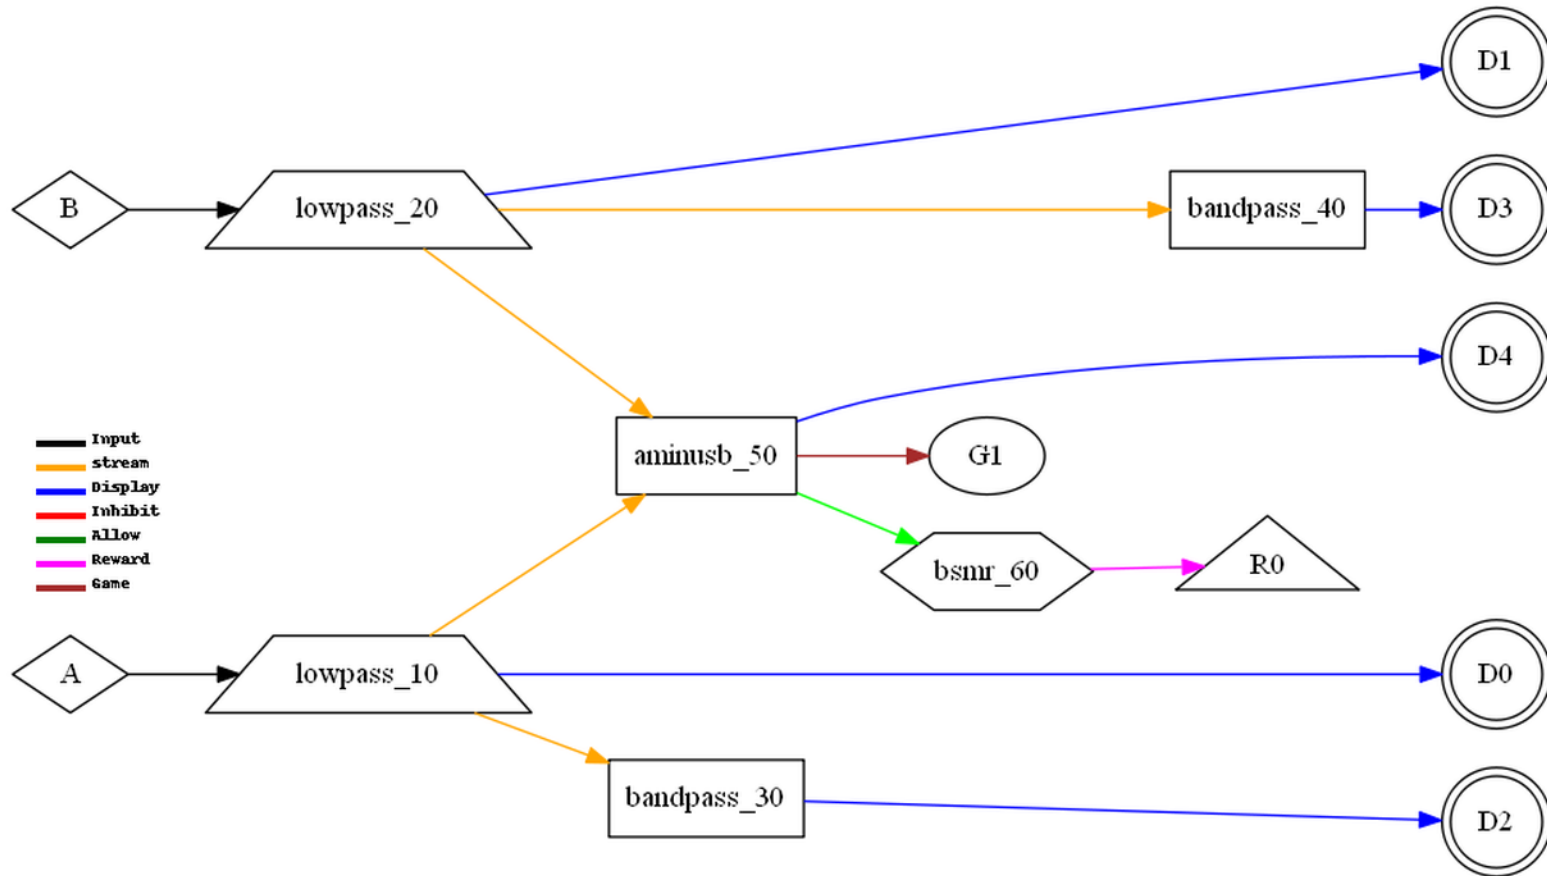 D1
B
lowpass_20
bandpass_40
D3
D4
aminusb_50
G1
Input
stream
Display
Inhibit
Allow
Reward
Game
bsmr_60
R0
A
lowpass_10
D0
bandpass_30
D2